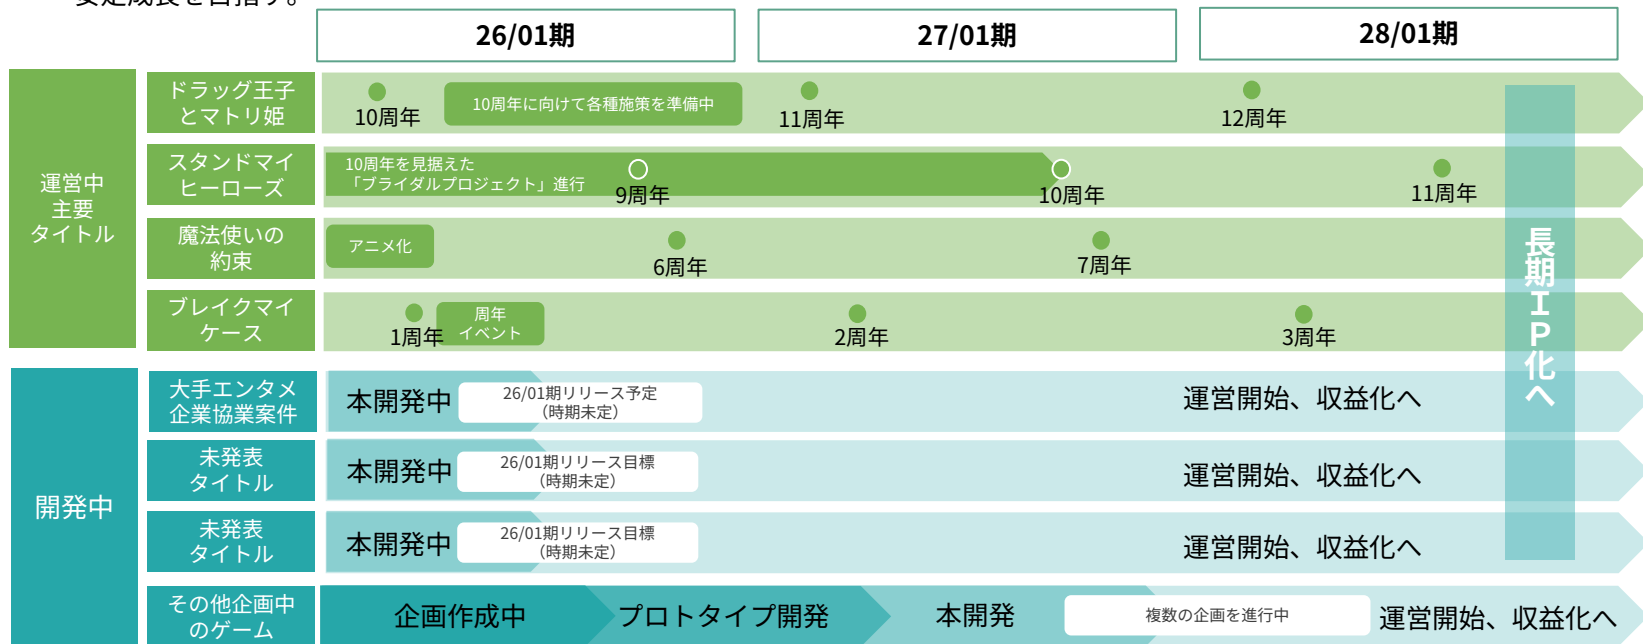 安定成長を目指す。
26/01期
27/01期
28/01期
運営中
主要
タイトル
ドラッグ王子
とマトリ姫
10周年
10周年に向けて各種施策を準備中
11周年
12周年
スタンドマイ
ヒーローズ
10周年を見据えた
「ブライダルプロジェクト」進行
9周年
10周年
11周年
魔法使いの
約束
アニメ化
6周年
7周年
ブレイクマイ
ケース
1周年
周年
イベント
2周年
3周年
長期IP化へ
開発中
大手エンタメ
企業協業案件
本開発中
26/01期リリース予定
（時期未定）
運営開始、収益化へ
未発表
タイトル
本開発中
26/01期リリース目標
（時期未定）
運営開始、収益化へ
未発表
タイトル
本開発中
26/01期リリース目標
（時期未定）
運営開始、収益化へ
その他企画中
のゲーム
企画作成中
プロトタイプ開発
本開発
複数の企画を進行中
運営開始、収益化へ